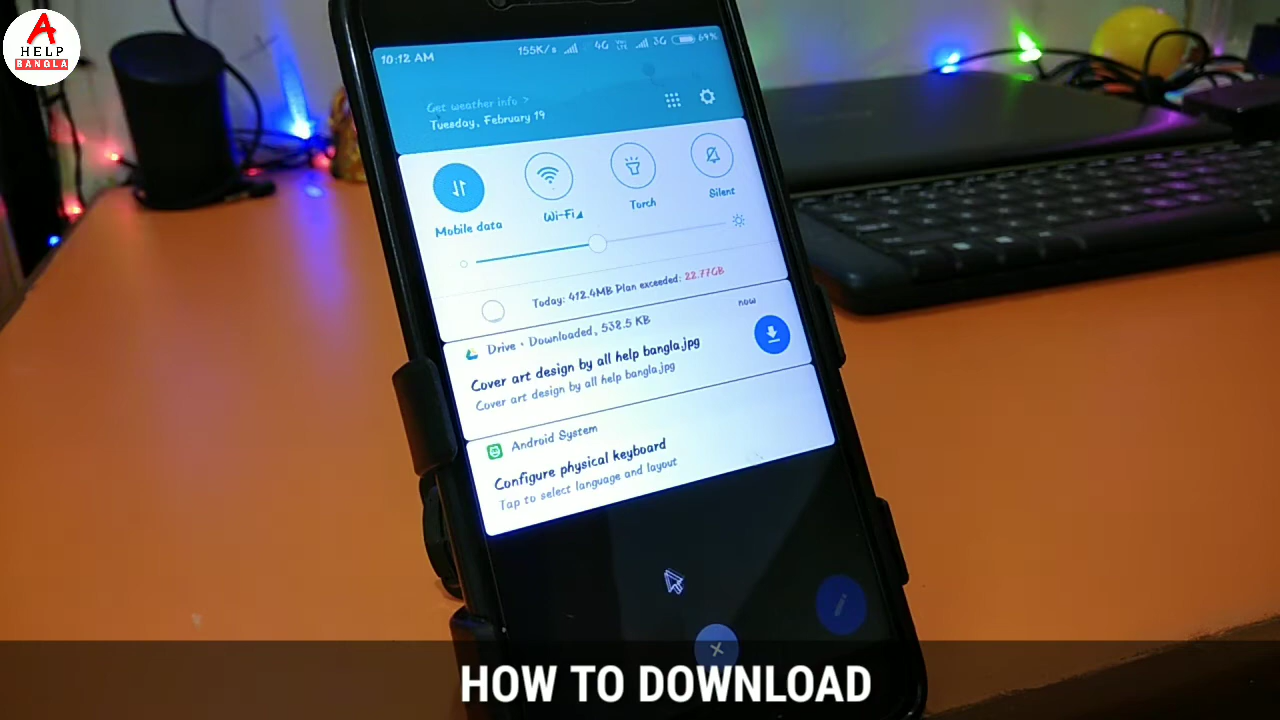 A
HELP
BANGLA
10:12 AM
155K/s 4G VoLTE 3G 69%
Get weather info >
Tuesday, February 19
Mobile data
Wi-Fi
Torch
Silent
Today: 412.4MB Plan exceeded: 22.77GB
Drive • Downloaded, 538.5 KB
now
Cover art design by all help bangla.jpg
Cover art design by all help bangla.jpg
Android System
Configure physical keyboard
Tap to select language and layout
HOW TO DOWNLOAD